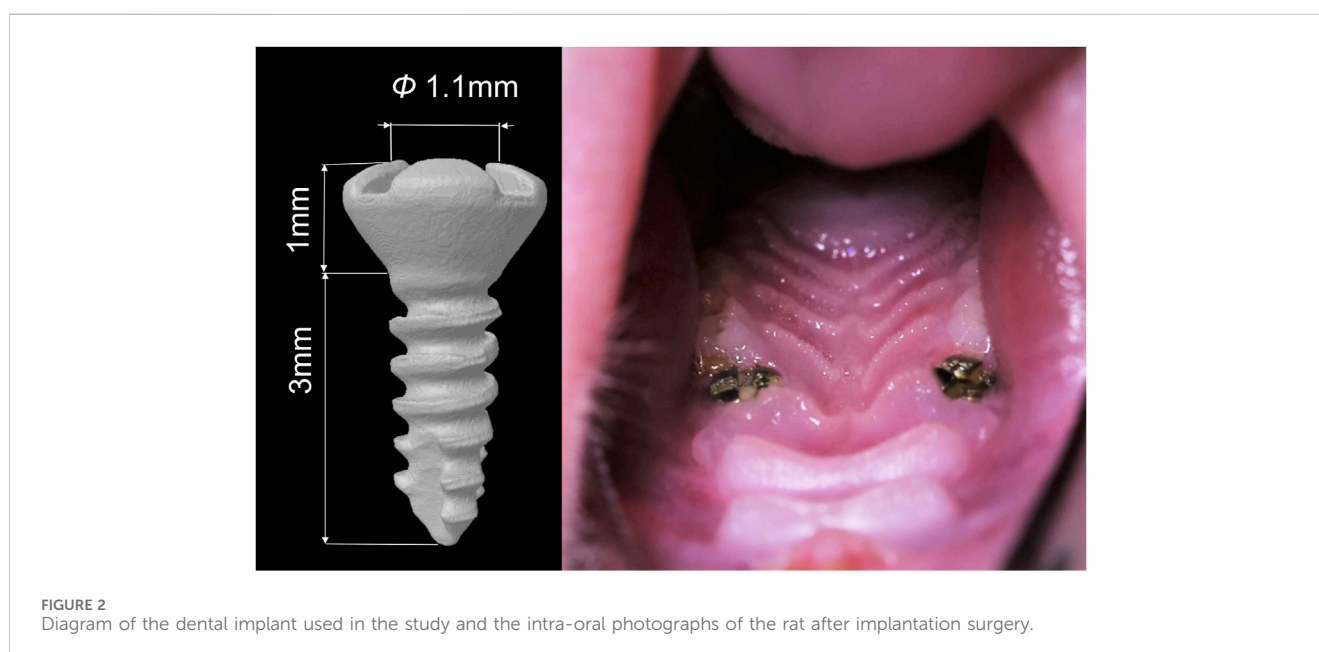 Φ 1.1mm
1mm
3mm
FIGURE 2
Diagram of the dental implant used in the study and the intra-oral photographs of the rat after implantation surgery.